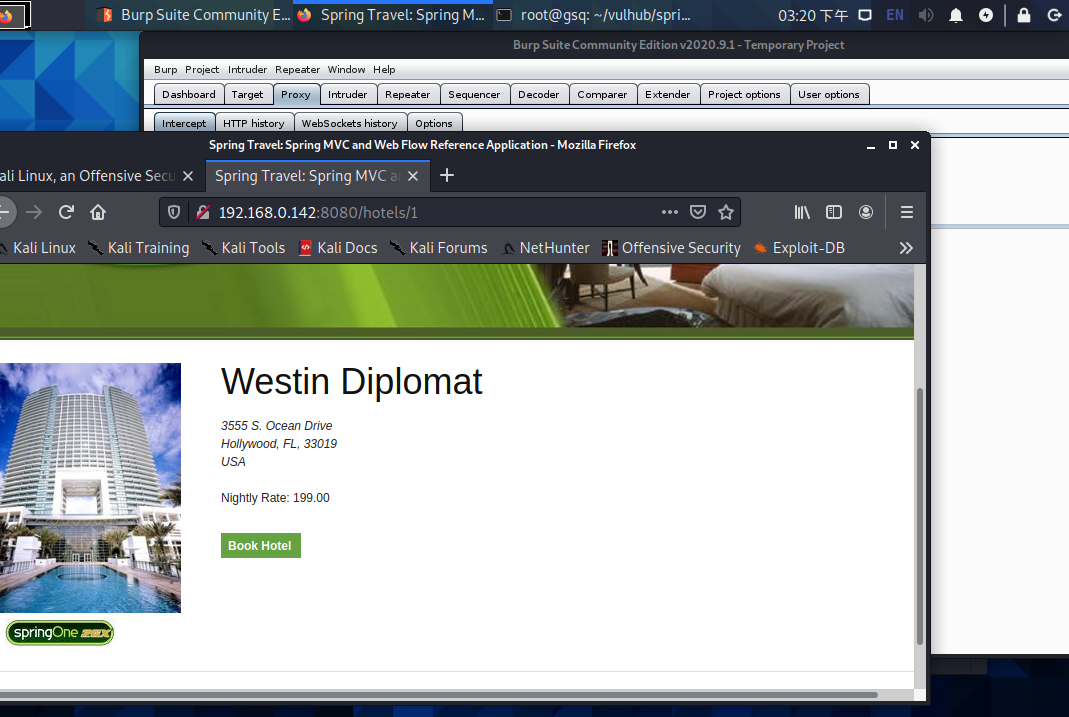 Burp Suite Community E...
Spring Travel: Spring M...
root@gsq: ~/vulhub/spri...
03:20 下午
EN
Burp Suite Community Edition v2020.9.1 - Temporary Project
Burp Project Intruder Repeater Window Help
Dashboard Target Proxy Intruder Repeater Sequencer Decoder Comparer Extender Project options User options
Intercept HTTP history WebSockets history Options
Spring Travel: Spring MVC and Web Flow Reference Application - Mozilla Firefox
ali Linux, an Offensive Secu
Spring Travel: Spring MVC a
192.168.0.142:8080/hotels/1
Kali Linux Kali Training Kali Tools Kali Docs Kali Forums NetHunter Offensive Security Exploit-DB
Westin Diplomat
3555 S. Ocean Drive
Hollywood, FL, 33019
USA
Nightly Rate: 199.00
Book Hotel
springOne 2GX